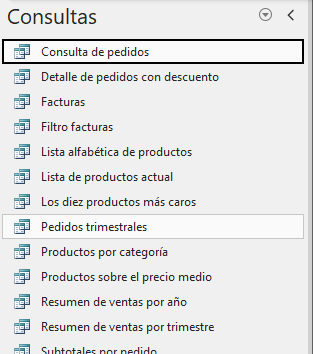 Consultas
Consulta de pedidos
Detalle de pedidos con descuento
Facturas
Filtro facturas
Lista alfabética de productos
Lista de productos actual
Los diez productos más caros
Pedidos trimestrales
Productos por categoría
Productos sobre el precio medio
Resumen de ventas por año
Resumen de ventas por trimestre
Subtotales por pedido